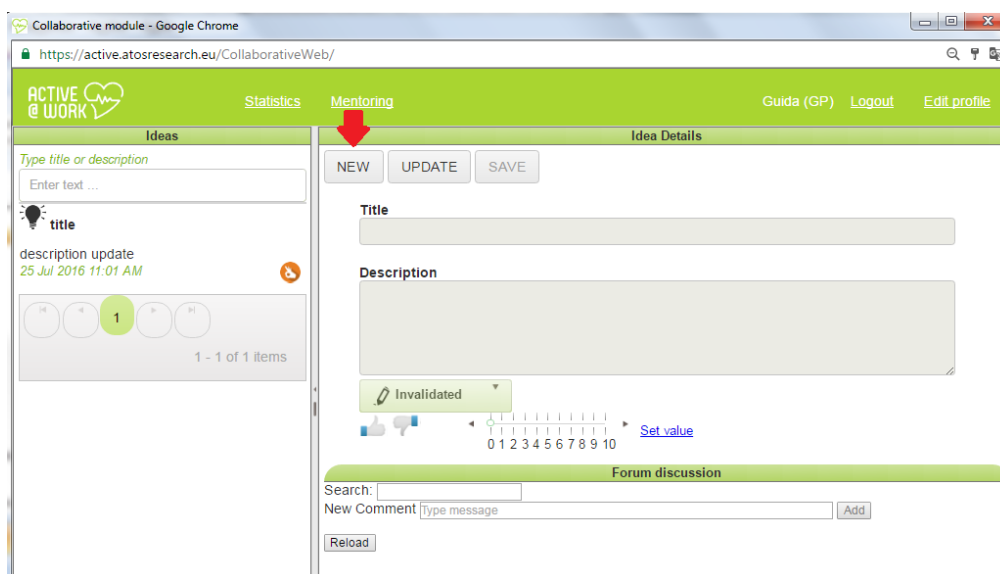 Collaborative module - Google Chrome
https://active.atosresearch.eu/CollaborativeWeb/
ACTIVE
@ WORK
Statistics Mentoring Guida (GP) Logout Edit profile
Ideas
Type title or description
Enter text ...
title
description update
25 Jul 2016 11:01 AM
1
1 - 1 of 1 items
Idea Details
NEW UPDATE SAVE
Title
Description
Invalidated
0 1 2 3 4 5 6 7 8 9 10
Set value
Forum discussion
Search:
New Comment Type message Add
Reload